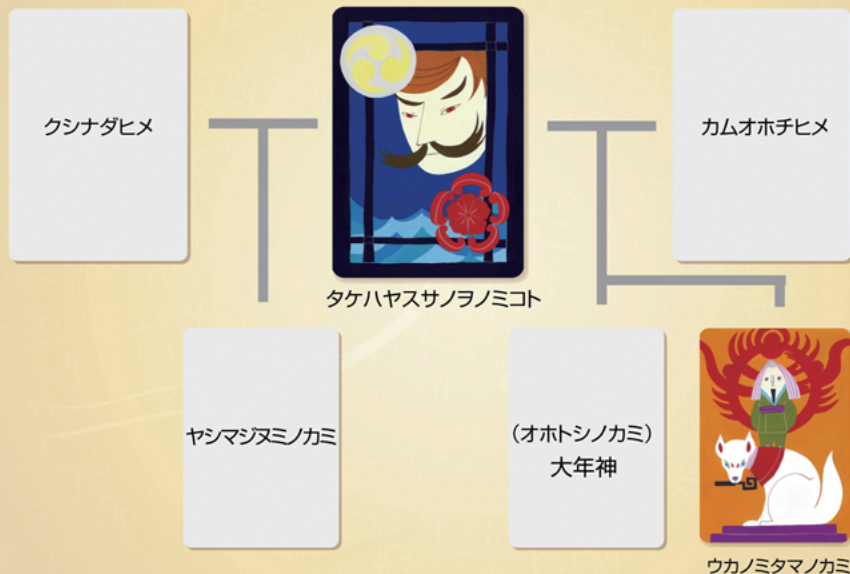 クシナダヒメ
カムオホチヒメ
タケハヤスサノヲノミコト
ヤシマジヌミノカミ
(オホトシノカミ)
大年神
ウカノミタマノカミ